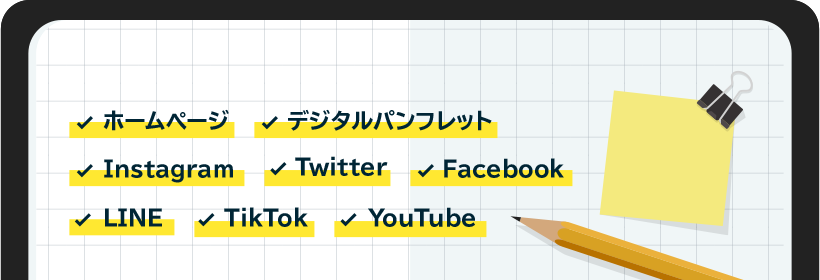 ✓ ホームページ ✓ デジタルパンフレット
✓ Instagram ✓ Twitter ✓ Facebook
✓ LINE ✓ TikTok ✓ YouTube